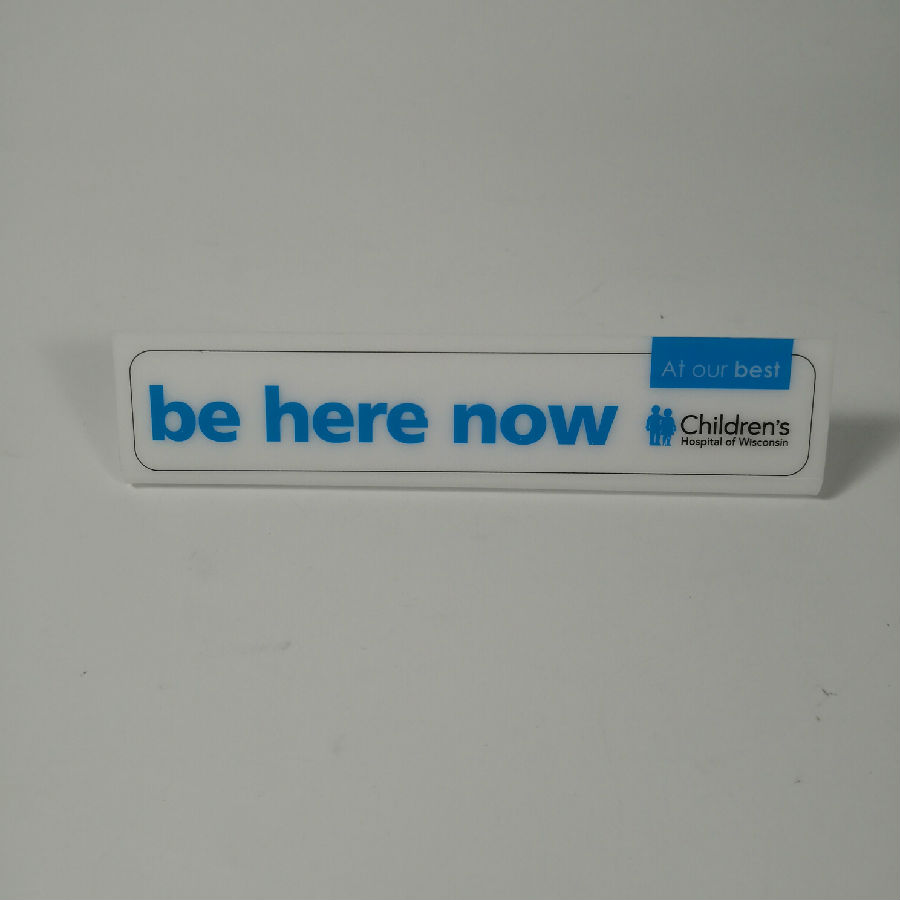 At our best
be here now
Children's
Hospital of Wisconsin